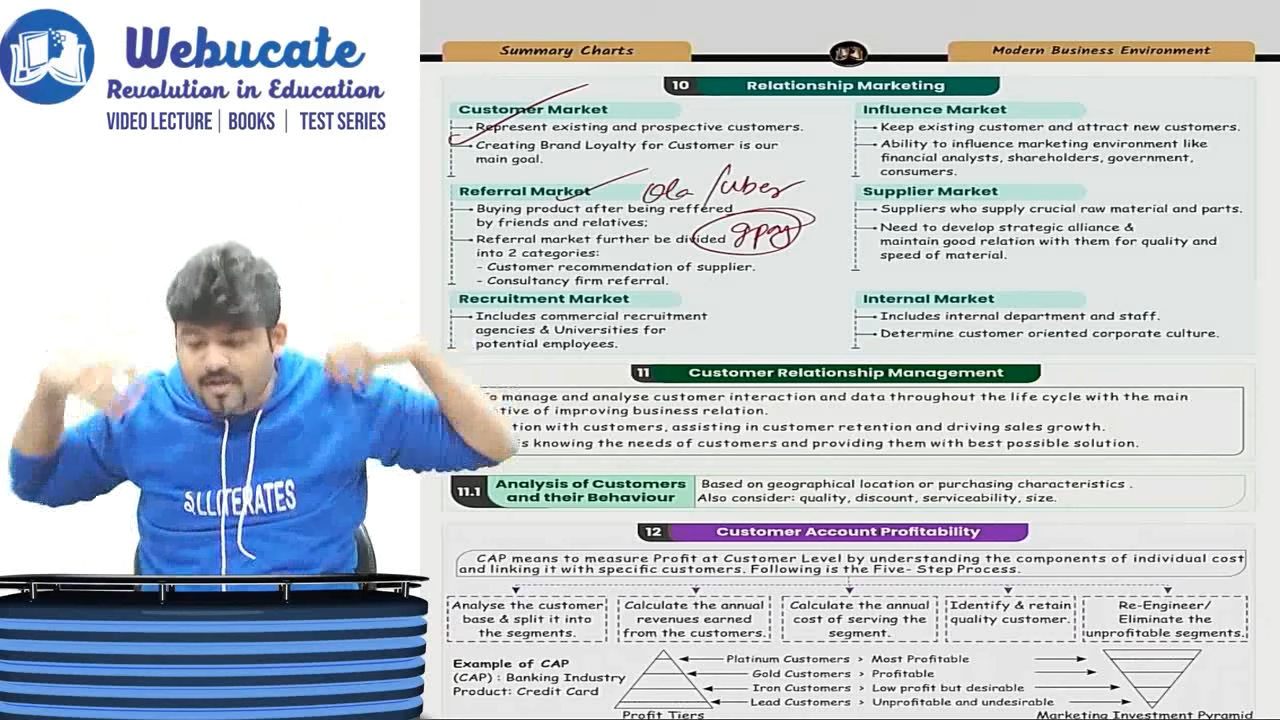 Webucate
Revolution in Education
VIDEO LECTURE | BOOKS | TEST SERIES
Summary Charts
Modern Business Environment
10 Relationship Marketing
Customer Market
Represent existing and prospective customers.
Creating Brand Loyalty for Customer is our
main goal.
Influence Market
Keep existing customer and attract new customers.
Ability to influence marketing environment like
financial analysts, shareholders, government,
consumers.
Referral Market
Ola / uber
Buying product after being reffered
by friends and relatives;
gpay
Referral market further be divided
into 2 categories:
- Customer recommendation of supplier.
- Consultancy firm referral.
Supplier Market
Suppliers who supply crucial raw material and parts.
Need to develop strategic alliance &
maintain good relation with them for quality and
speed of material.
Recruitment Market
Includes commercial recruitment
agencies & Universities for
potential employees.
Internal Market
Includes internal department and staff.
Determine customer oriented corporate culture.
11 Customer Relationship Management
manage and analyse customer interaction and data throughout the life cycle with the main
of improving business relation.
with customers, assisting in customer retention and driving sales growth.
knowing the needs of customers and providing them with best possible solution.
11.1 Analysis of Customers
and their Behaviour
Based on geographical location or purchasing characteristics .
Also consider: quality, discount, serviceability, size.
12 Customer Account Profitability
CAP means to measure Profit at Customer Level by understanding the components of individual cost
and linking it with specific customers. Following is the Five- Step Process.
Analyse the customer
base & split it into
the segments.
Calculate the annual
revenues earned
from the customers.
Calculate the annual
cost of serving the
segment.
Identify & retain
quality customer.
Re-Engineer/
Eliminate the
unprofitable segments.
Example of CAP
(CAP) : Banking Industry
Product: Credit Card
Platinum Customers > Most Profitable
Gold Customers > Profitable
Iron Customers > Low profit but desirable
Lead Customers > Unprofitable and undesirable
Profit Tiers
Marketing Investment Pyramid